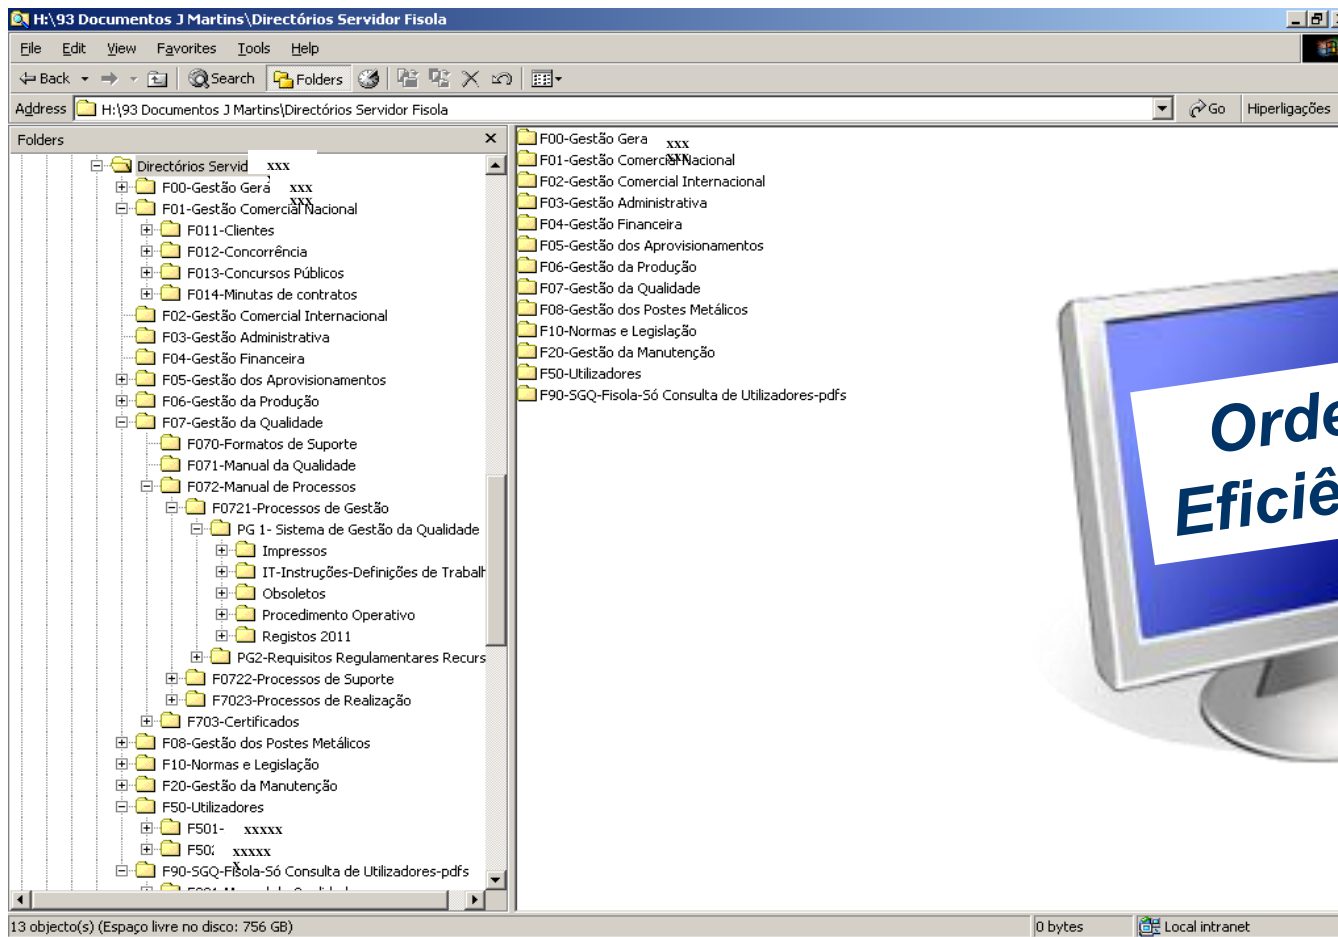 H:\93 Documentos J Martins\Directórios Servidor Fisola
File Edit View Favorites Tools Help
Back Search Folders
Address H:\93 Documentos J Martins\Directórios Servidor Fisola Go Hiperligações
Folders
Directórios Servid xxx
F00-Gestão Gera xxx
xxx
F01-Gestão Comercial Nacional
F011-Clientes
F012-Concorrência
F013-Concursos Públicos
F014-Minutas de contratos
F02-Gestão Comercial Internacional
F03-Gestão Administrativa
F04-Gestão Financeira
F05-Gestão dos Aprovisionamentos
F06-Gestão da Produção
F07-Gestão da Qualidade
F070-Formatos de Suporte
F071-Manual da Qualidade
F072-Manual de Processos
F0721-Processos de Gestão
PG 1- Sistema de Gestão da Qualidade
Impressos
IT-Instruções-Definições de Trabalh
Obsoletos
Procedimento Operativo
Registos 2011
PG2-Requisitos Regulamentares Recurs
F0722-Processos de Suporte
F7023-Processos de Realização
F703-Certificados
F08-Gestão dos Postes Metálicos
F10-Normas e Legislação
F20-Gestão da Manutenção
F50-Utilizadores
F501- xxxxx
F502 xxxxx
x
F90-SGQ-Fisola-Só Consulta de Utilizadores-pdfs
F00-Gestão Gera xxx
xxx
F01-Gestão Comercial Nacional
F02-Gestão Comercial Internacional
F03-Gestão Administrativa
F04-Gestão Financeira
F05-Gestão dos Aprovisionamentos
F06-Gestão da Produção
F07-Gestão da Qualidade
F08-Gestão dos Postes Metálicos
F10-Normas e Legislação
F20-Gestão da Manutenção
F50-Utilizadores
F90-SGQ-Fisola-Só Consulta de Utilizadores-pdfs
Orde
Eficiê
13 objecto(s) (Espaço livre no disco: 756 GB) 0 bytes Local intranet